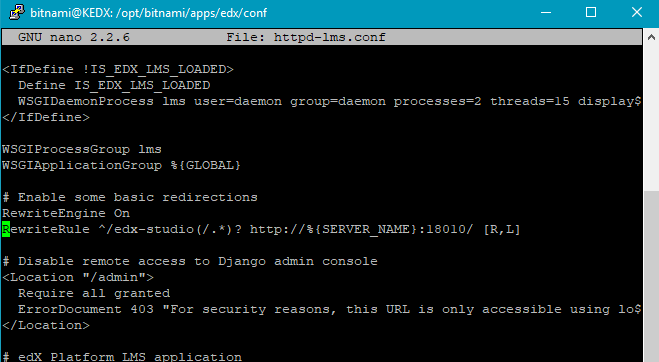 bitnami@KEDX: /opt/bitnami/apps/edx/conf
GNU nano 2.2.6 File: httpd-lms.conf
<IfDefine !IS_EDX_LMS_LOADED>
Define IS_EDX_LMS_LOADED
WSGIDaemonProcess lms user=daemon group=daemon processes=2 threads=15 display$
</IfDefine>
WSGIProcessGroup lms
WSGIApplicationGroup %{GLOBAL}
# Enable some basic redirections
RewriteEngine On
RewriteRule ^/edx-studio(/.*)? http://%{SERVER_NAME}:18010/ [R,L]
# Disable remote access to Django admin console
<Location "/admin">
Require all granted
ErrorDocument 403 "For security reasons, this URL is only accessible using lo$
</Location>
# edX Platform LMS application